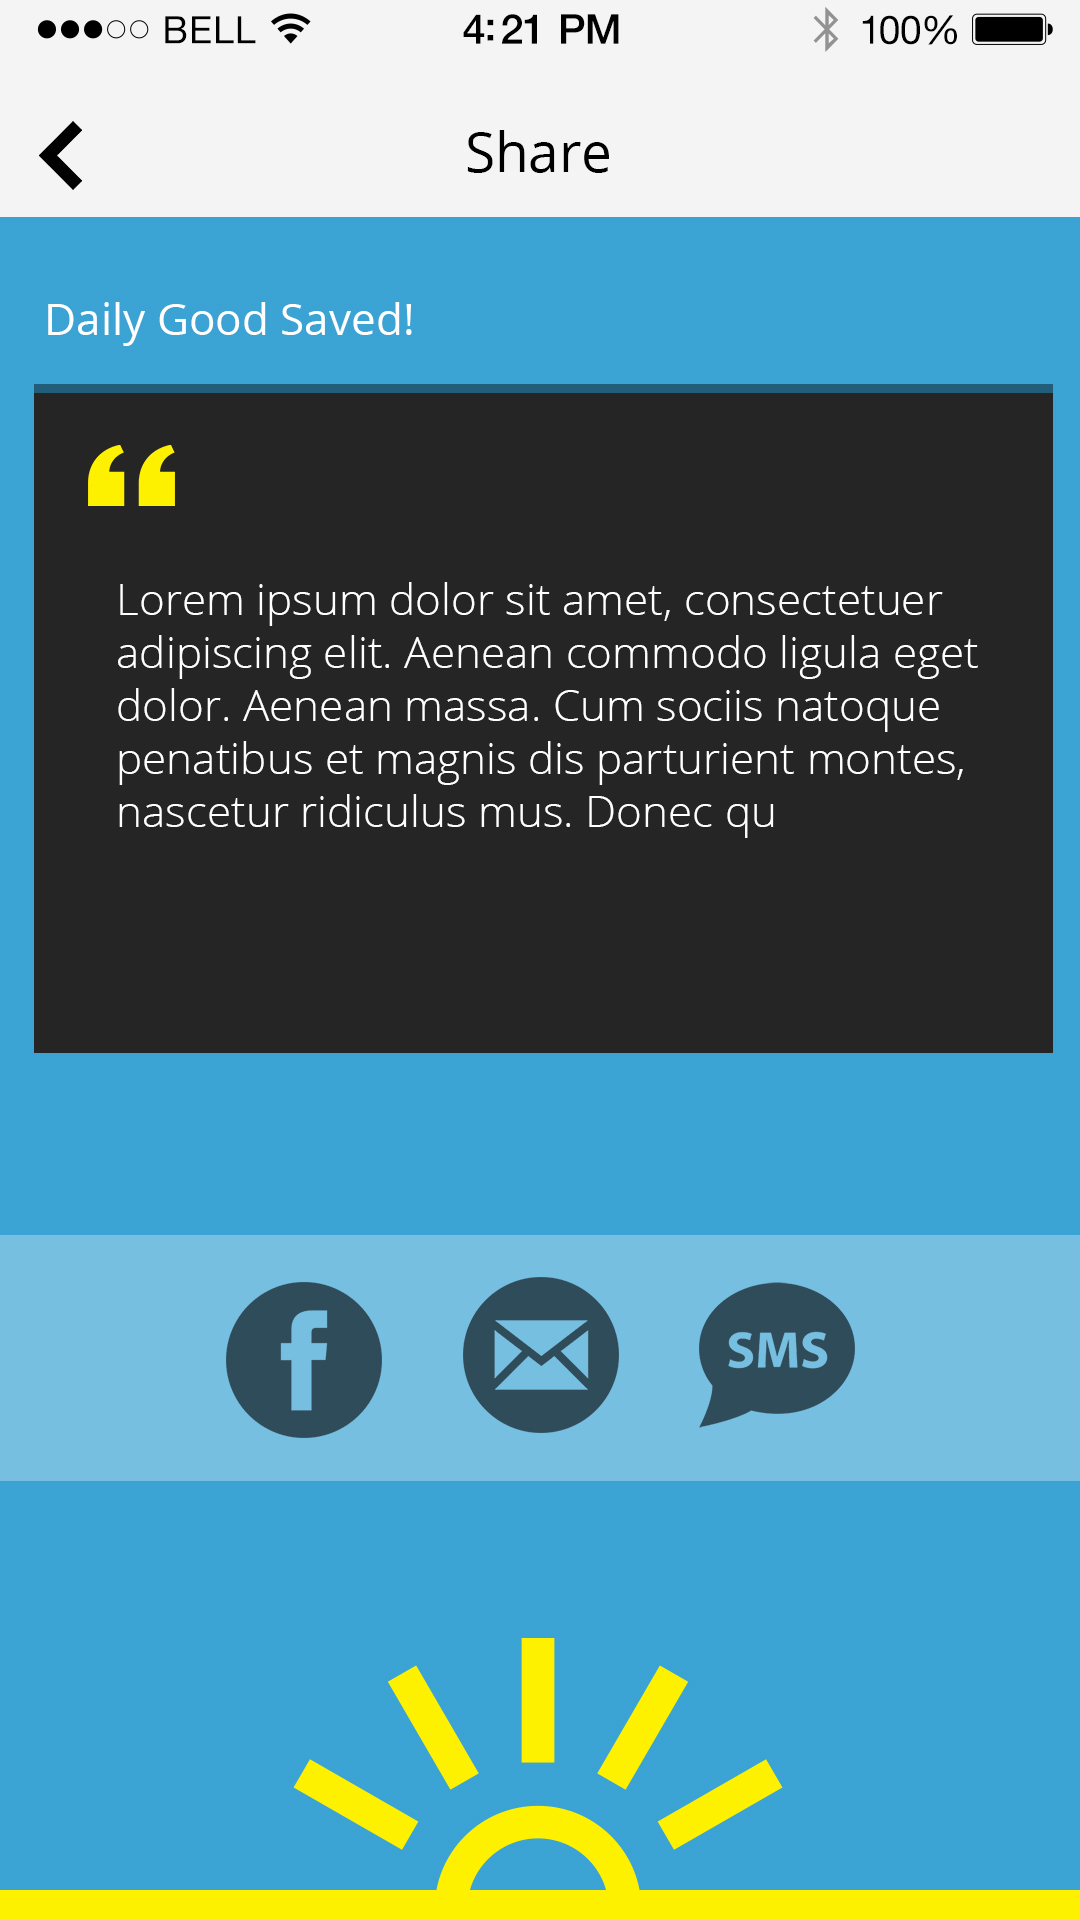 BELL 4:21 PM 100%
Share
Daily Good Saved!
“
Lorem ipsum dolor sit amet, consectetuer
adipiscing elit. Aenean commodo ligula eget
dolor. Aenean massa. Cum sociis natoque
penatibus et magnis dis parturient montes,
nascetur ridiculus mus. Donec qu
f SMS